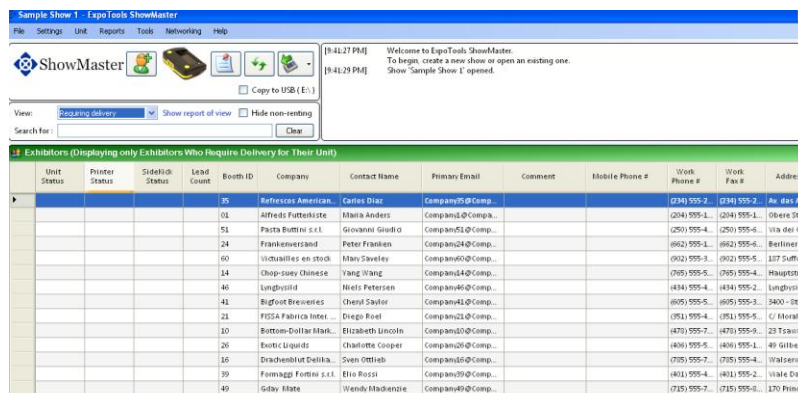 Sample Show 1 - ExpoTools ShowMaster
File Settings Unit Reports Tools Networking Help
ShowMaster
Copy to USB ( E:\ )
[9:41:27 PM] Welcome to ExpoTools ShowMaster.
To begin, create a new show or open an existing one.
[9:41:29 PM] Show 'Sample Show 1' opened.
View: Requiring delivery Show report of view Hide non-renting
Search for: Clear
Exhibitors (Displaying only Exhibitors Who Require Delivery for Their Unit)
Unit Status Printer Status SideKick Status Lead Count Booth ID Company Contact Name Primary Email Comment Mobile Phone # Work Phone # Work Fax # Addre
35 Refrescos American... Carlos Diaz Company35@Comp... (234) 555-2... (234) 555-2... Av. das A
01 Alfreds Futterkiste Maria Anders Company1@Compa... (204) 555-1... (204) 555-1... Obere St
51 Pasta Buttini s.r.l. Giovanni Giudici Company51@Comp... (250) 555-4... (250) 555-6... Via dei
24 Frankenversand Peter Franken Company24@Comp... (662) 555-1... (662) 555-6... Berliner
60 Victuailles en stock Mary Saveley Company60@Comp... (902) 555-3... (902) 555-1... 187 Suff
14 Chop-suey Chinese Yang Wang Company14@Comp... (765) 555-5... (765) 555-4... Hauptst
46 Lyngbysild Niels Petersen Company46@Comp... (434) 555-4... (434) 555-2... Lyngbysi
41 Bigfoot Breweries Cheryl Saylor Company41@Comp... (605) 555-5... (605) 555-3... 3400 - 8t
21 FISSA Fabrica Inter. ... Diego Roel Company21@Comp... (351) 555-4... (351) 555-5... C/ Moral
10 Bottom-Dollar Mark... Elizabeth Lincoln Company10@Comp... (478) 555-7... (478) 555-9... 23 Tsaw
26 Exotic Liquids Charlotte Cooper Company26@Comp... (406) 555-5... (406) 555-1... 49 Gilbe
16 Drachenblut Delika... Sven Ottlieb Company16@Comp... (785) 555-7... (785) 555-4... Walserw
39 Formaggi Fortini s.r.l. Elio Rossi Company39@Comp... (401) 555-4... (401) 555-2... Viale Da
49 Gday Mate Wendy Mackenzie Company49@Comp... (715) 555-7... (715) 555-8... 170 Princ